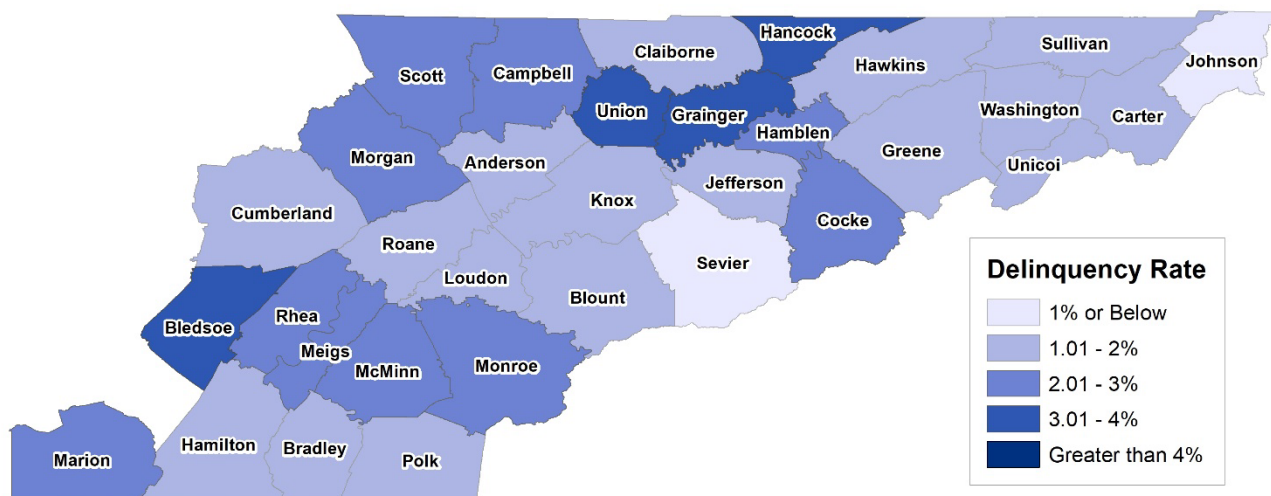 Hancock
Claiborne
Sullivan
Johnson
Scott
Campbell
Hawkins
Union
Grainger
Washington
Carter
Hamblen
Morgan
Anderson
Greene
Unicoi
Jefferson
Knox
Cumberland
Cocke
Roane
Sevier
Loudon
Blount
Rhea
Bledsoe
Meigs
McMinn
Monroe
Hamilton
Bradley
Polk
Marion
Delinquency Rate
1% or Below
1.01 - 2%
2.01 - 3%
3.01 - 4%
Greater than 4%